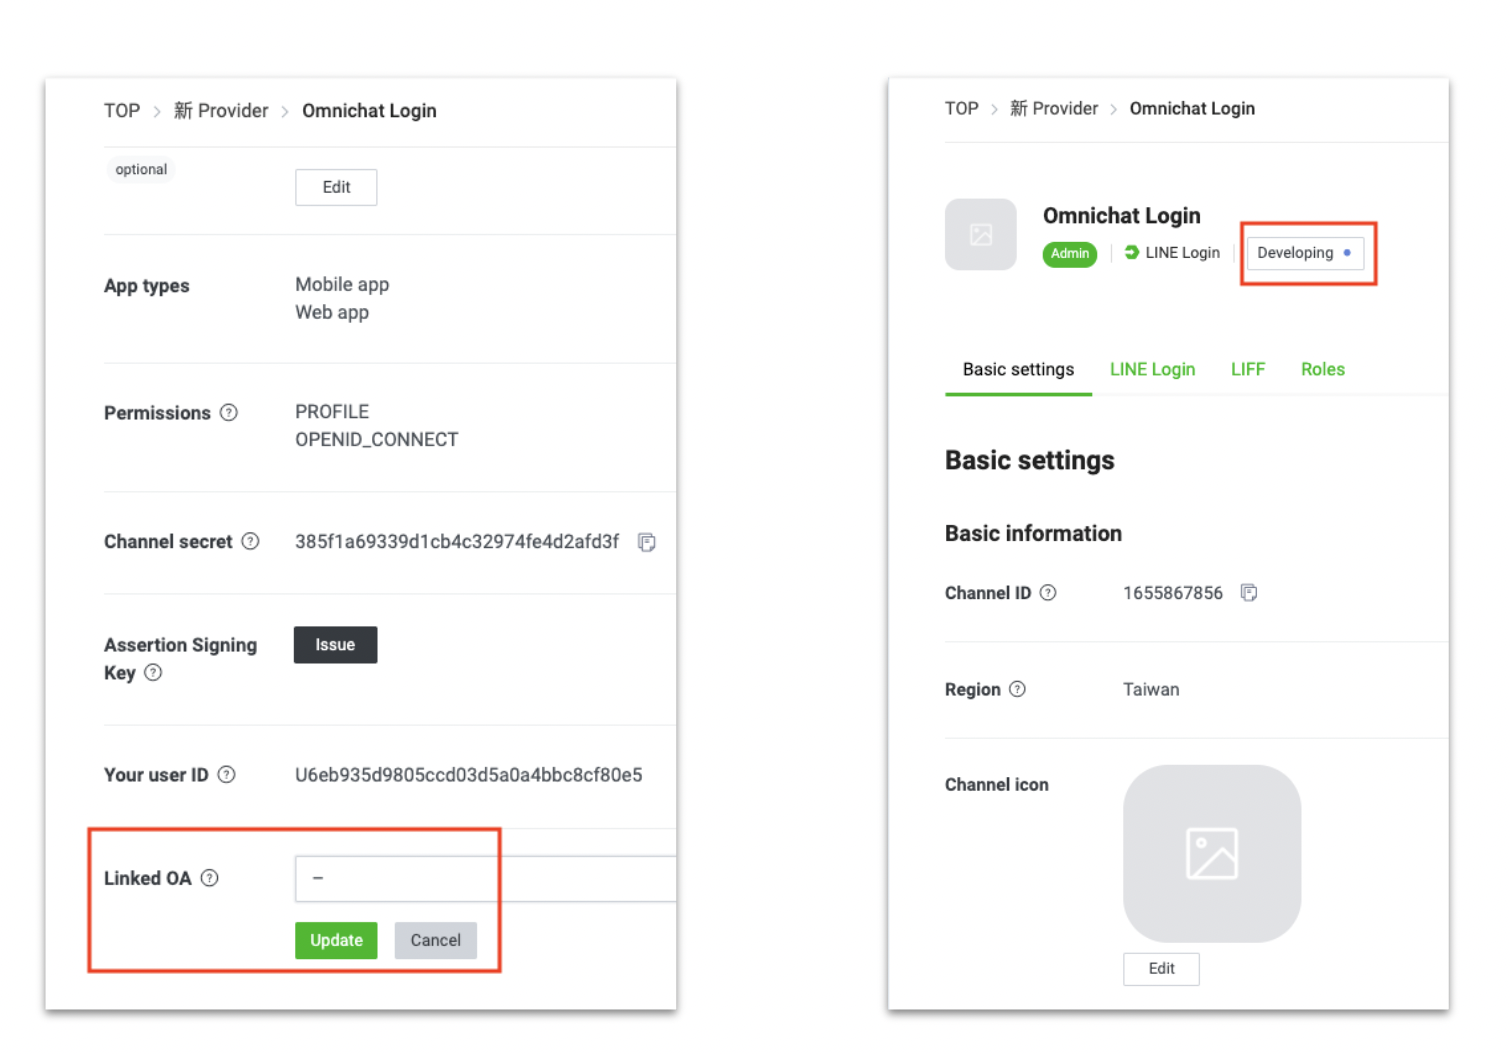 TOP > 新 Provider > Omnichat Login
optional
Edit
App types
Mobile app
Web app
Permissions ?
PROFILE
OPENID_CONNECT
Channel secret ?
385f1a69339d1cb4c32974fe4d2afd3f
Assertion Signing
Key ?
Issue
Your user ID ?
U6eb935d9805ccd03d5a0a4bbc8cf80e5
Linked OA ?
–
Update
Cancel
TOP > 新 Provider > Omnichat Login
Omnichat Login
Admin
LINE Login
Developing
Basic settings
LINE Login
LIFF
Roles
Basic settings
Basic information
Channel ID ?
1655867856
Region ?
Taiwan
Channel icon
Edit